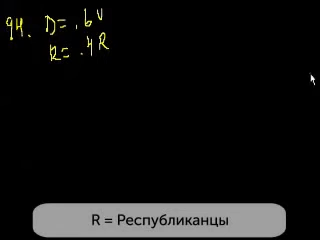 94. D = .6V
R = .4R
R = Республиканцы